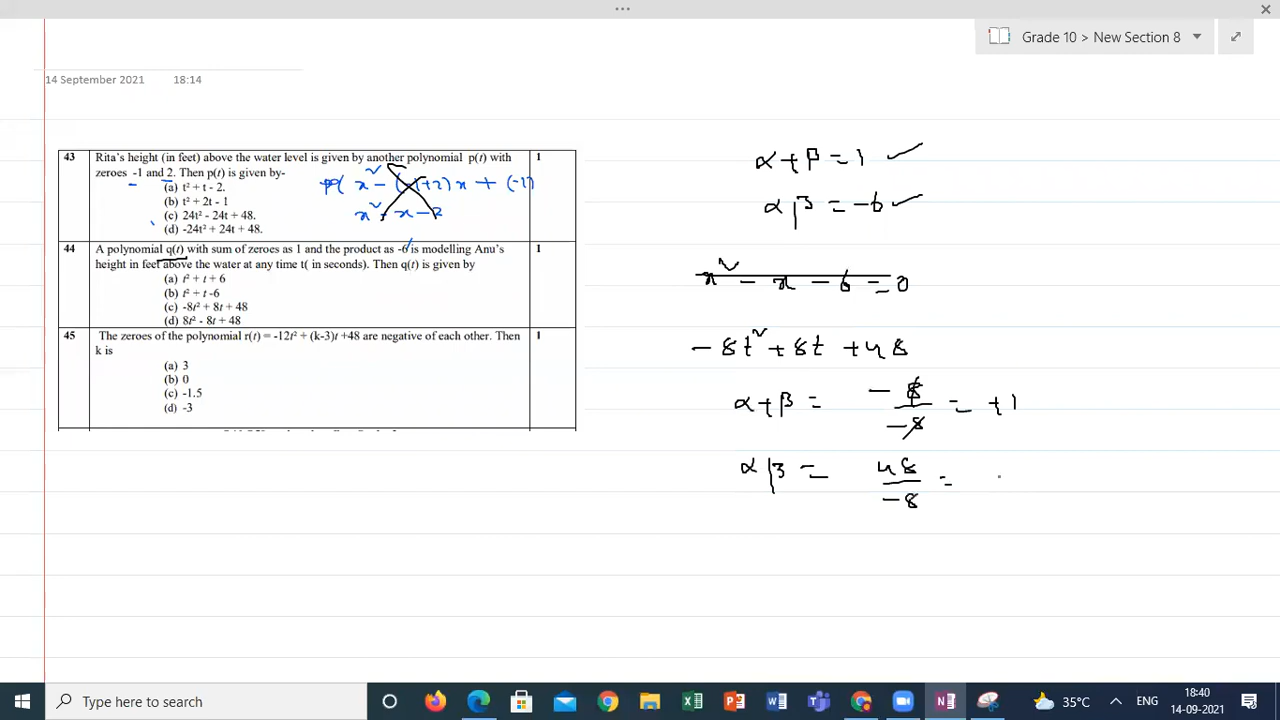 Grade 10 > New Section 8
14 September 2021 18:14
43 Rita's height (in feet) above the water level is given by another polynomial p(t) with 1
zeroes -1 and 2. Then p(t) is given by-
(a) t² + t - 2.
(b) t² + 2t - 1
(c) 24t² - 24t + 48.
(d) -24t² + 24t + 48.
x² - (-1+2)x + (-1)
x² - x - 2
44 A polynomial q(t) with sum of zeroes as 1 and the product as -6 is modelling Anu's 1
height in feet above the water at any time t( in seconds). Then q(t) is given by
(a) t² + t + 6
(b) t² + t -6
(c) -8t² + 8t + 48
(d) 8t² - 8t + 48
45 The zeroes of the polynomial r(t) = -12t² + (k-3)t +48 are negative of each other. Then 1
k is
(a) 3
(b) 0
(c) -1.5
(d) -3
α + β = 1 ✓
αβ = -6 ✓
x² - x - 6 = 0
- 8t² + 8t + 48
α + β = -8/-8 = +1
αβ = 48/-8 =
Type here to search
35°C
ENG
18:40
14-09-2021